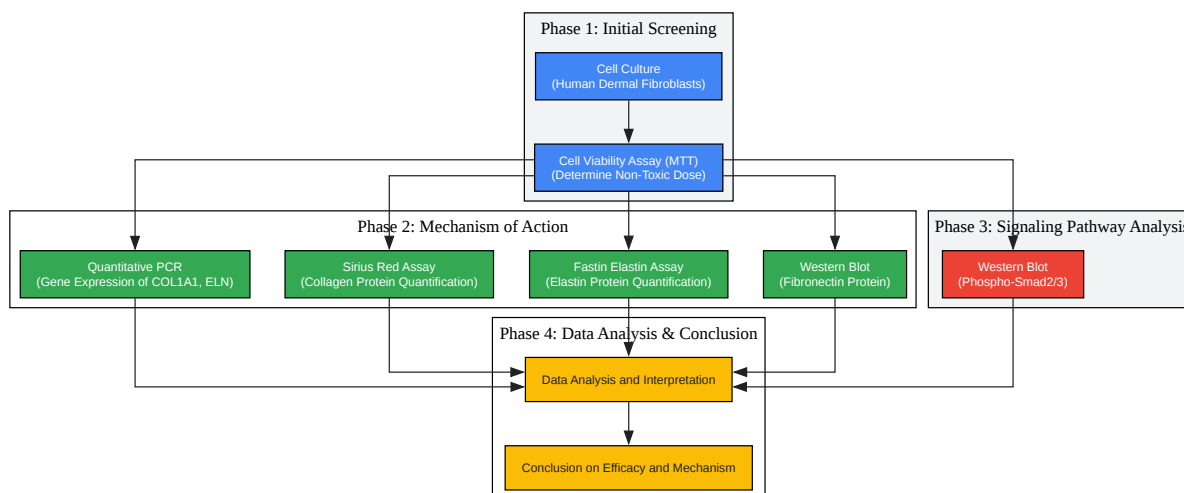 Phase 1: Initial Screening
Cell Culture
(Human Dermal Fibroblasts)
Cell Viability Assay (MTT)
(Determine Non-Toxic Dose)
Phase 2: Mechanism of Action
Quantitative PCR
(Gene Expression of COL1A1, ELN)
Sirius Red Assay
(Collagen Protein Quantification)
Fastin Elastin Assay
(Elastin Protein Quantification)
Western Blot
(Fibronectin Protein)
Phase 3: Signaling Pathway Analysis
Western Blot
(Phospho-Smad2/3)
Phase 4: Data Analysis & Conclusion
Data Analysis and Interpretation
Conclusion on Efficacy and Mechanism